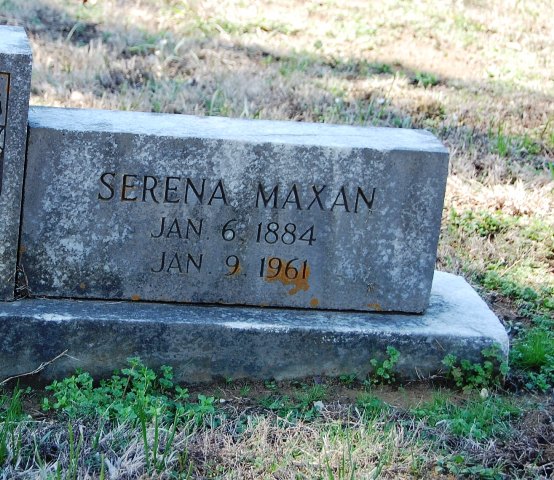 SERENA MAXAN
JAN 6, 1884
JAN 9, 1961